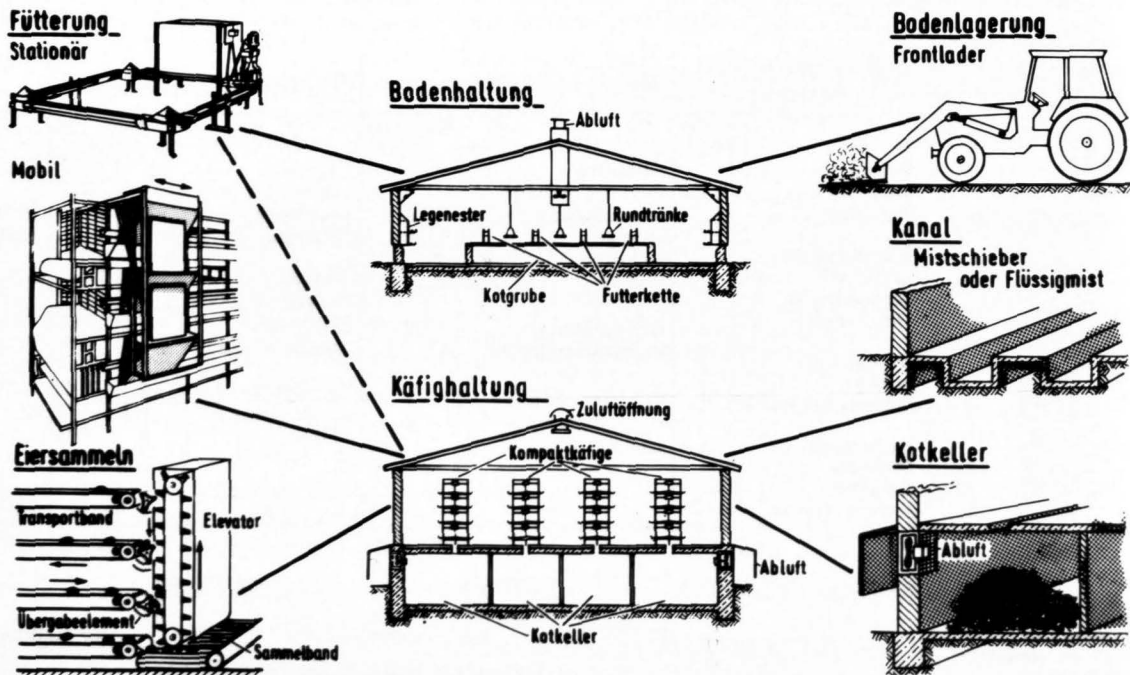 Fütterung
Stationär
Mobil
Eiersammeln
Transportband
Elevator
Übergabeelement
Sammelband
Bodenhaltung
Abluft
Legenester
Rundtränke
Kotgrube
Futterkette
Käfighaltung
Zuluftöffnung
Kompaktkäfige
Abluft
Kotkeller
Bodenlagerung
Frontlader
Kanal
Mistschieber
oder Flüssigmist
Kotkeller
Abluft